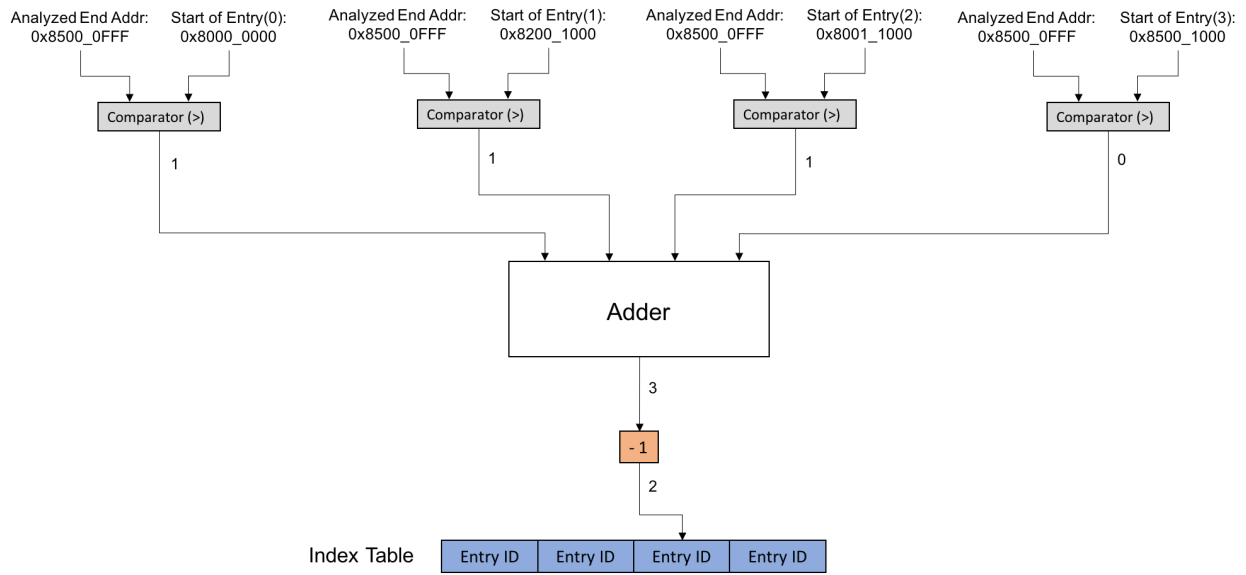 Analyzed End Addr:
0x8500_0FFF
Start of Entry(0):
0x8000_0000
Analyzed End Addr:
0x8500_0FFF
Start of Entry(1):
0x8200_1000
Analyzed End Addr:
0x8500_0FFF
Start of Entry(2):
0x8001_1000
Analyzed End Addr:
0x8500_0FFF
Start of Entry(3):
0x8500_1000
Comparator (>)
Comparator (>)
Comparator (>)
Comparator (>)
1
1
1
0
Adder
3
- 1
2
Index Table
Entry ID
Entry ID
Entry ID
Entry ID